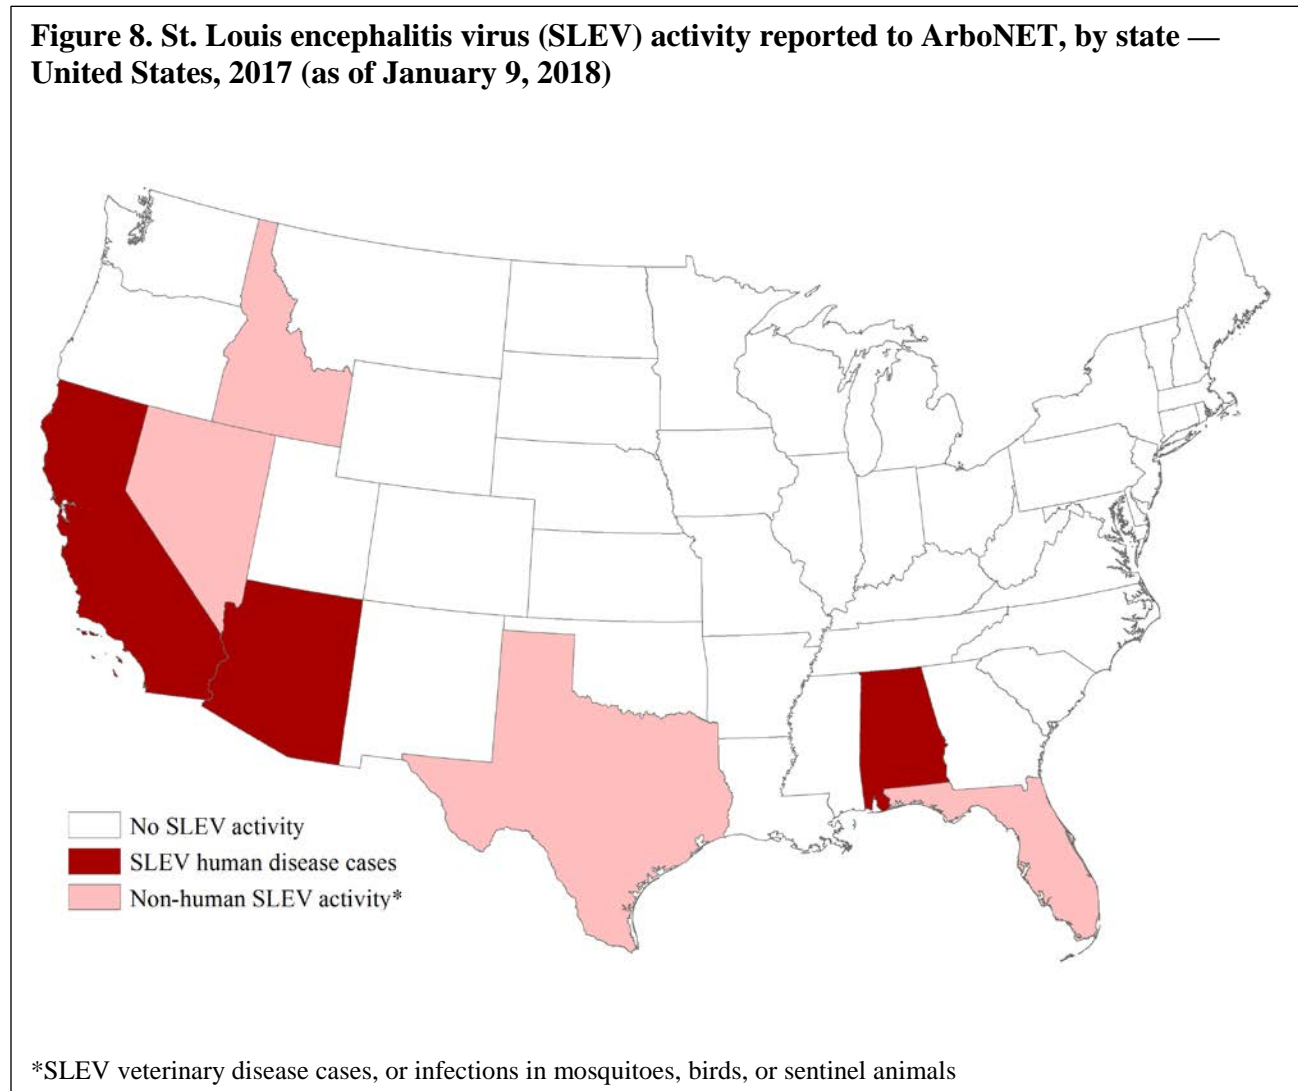 Figure 8. St. Louis encephalitis virus (SLEV) activity reported to ArboNET, by state —
United States, 2017 (as of January 9, 2018)
No SLEV activity
SLEV human disease cases
Non-human SLEV activity*
*SLEV veterinary disease cases, or infections in mosquitoes, birds, or sentinel animals